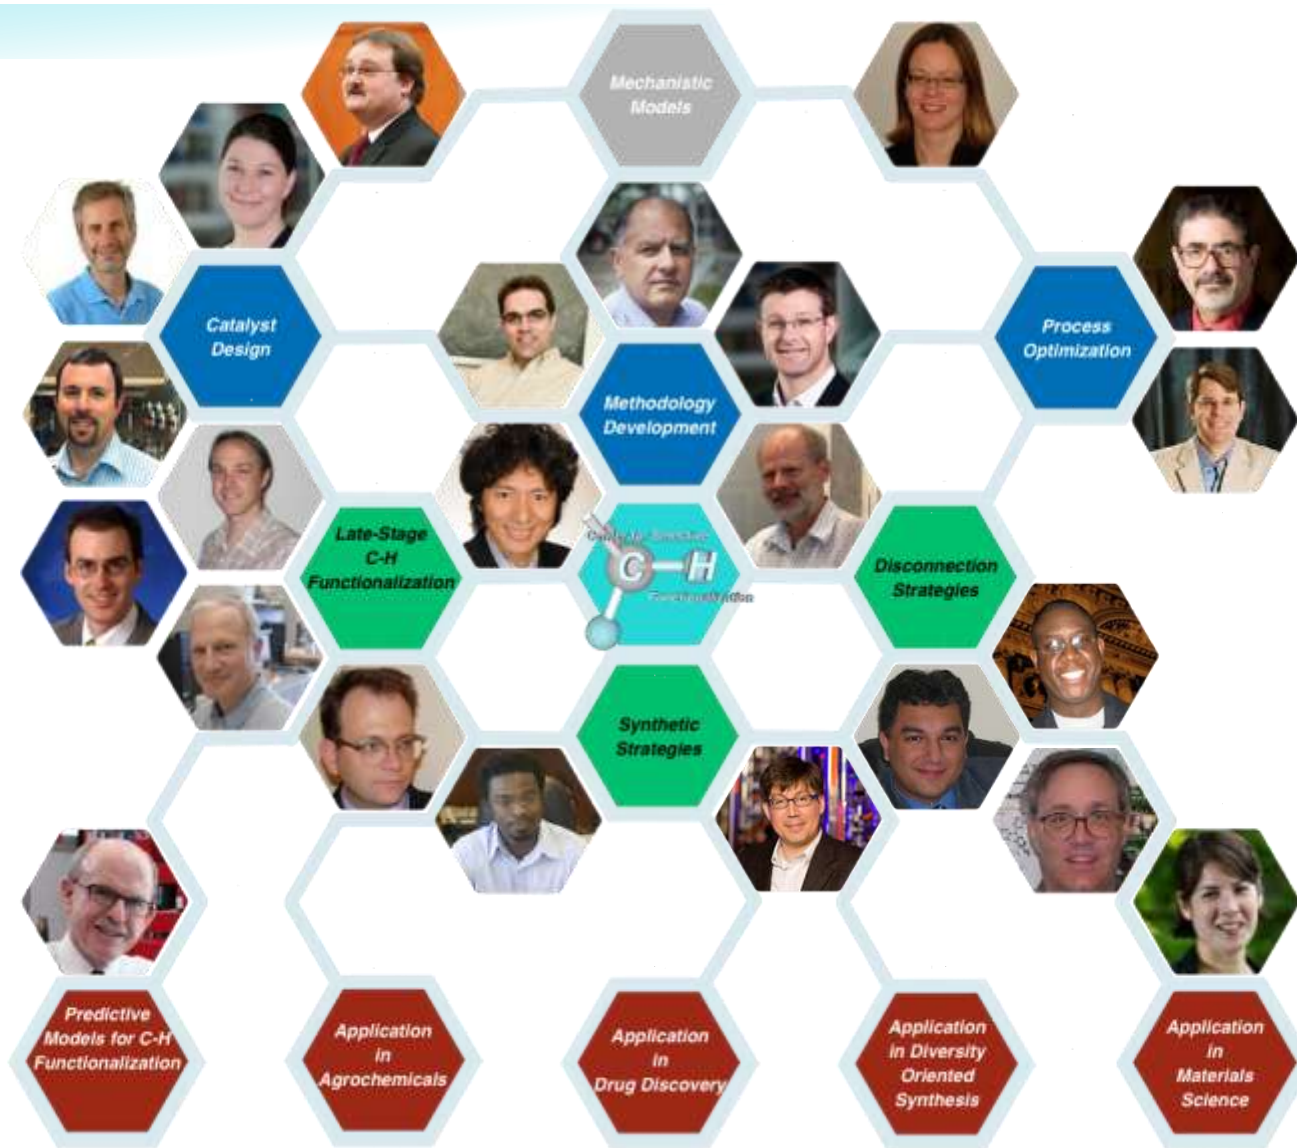 Mechanistic
Models
Catalyst
Design
Process
Optimization
Methodology
Development
Late-Stage
C-H
Functionalization
C
H
Functionalization
Disconnection
Strategies
Synthetic
Strategies
Predictive
Models for C-H
Functionalization
Application
in
Agrochemicals
Application
in
Drug Discovery
Application
in Diversity
Oriented
Synthesis
Application
in
Materials
Science